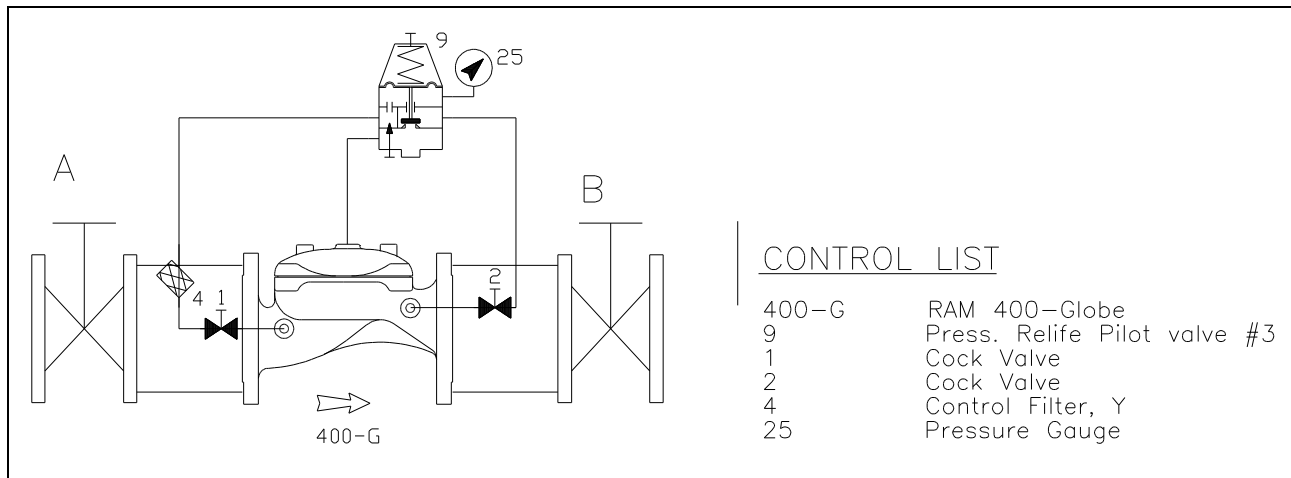 9
25
A
B
4 1
2
400-G
CONTROL LIST
400-G RAM 400-Globe
9 Press. Relife Pilot valve #3
1 Cock Valve
2 Cock Valve
4 Control Filter, Y
25 Pressure Gauge